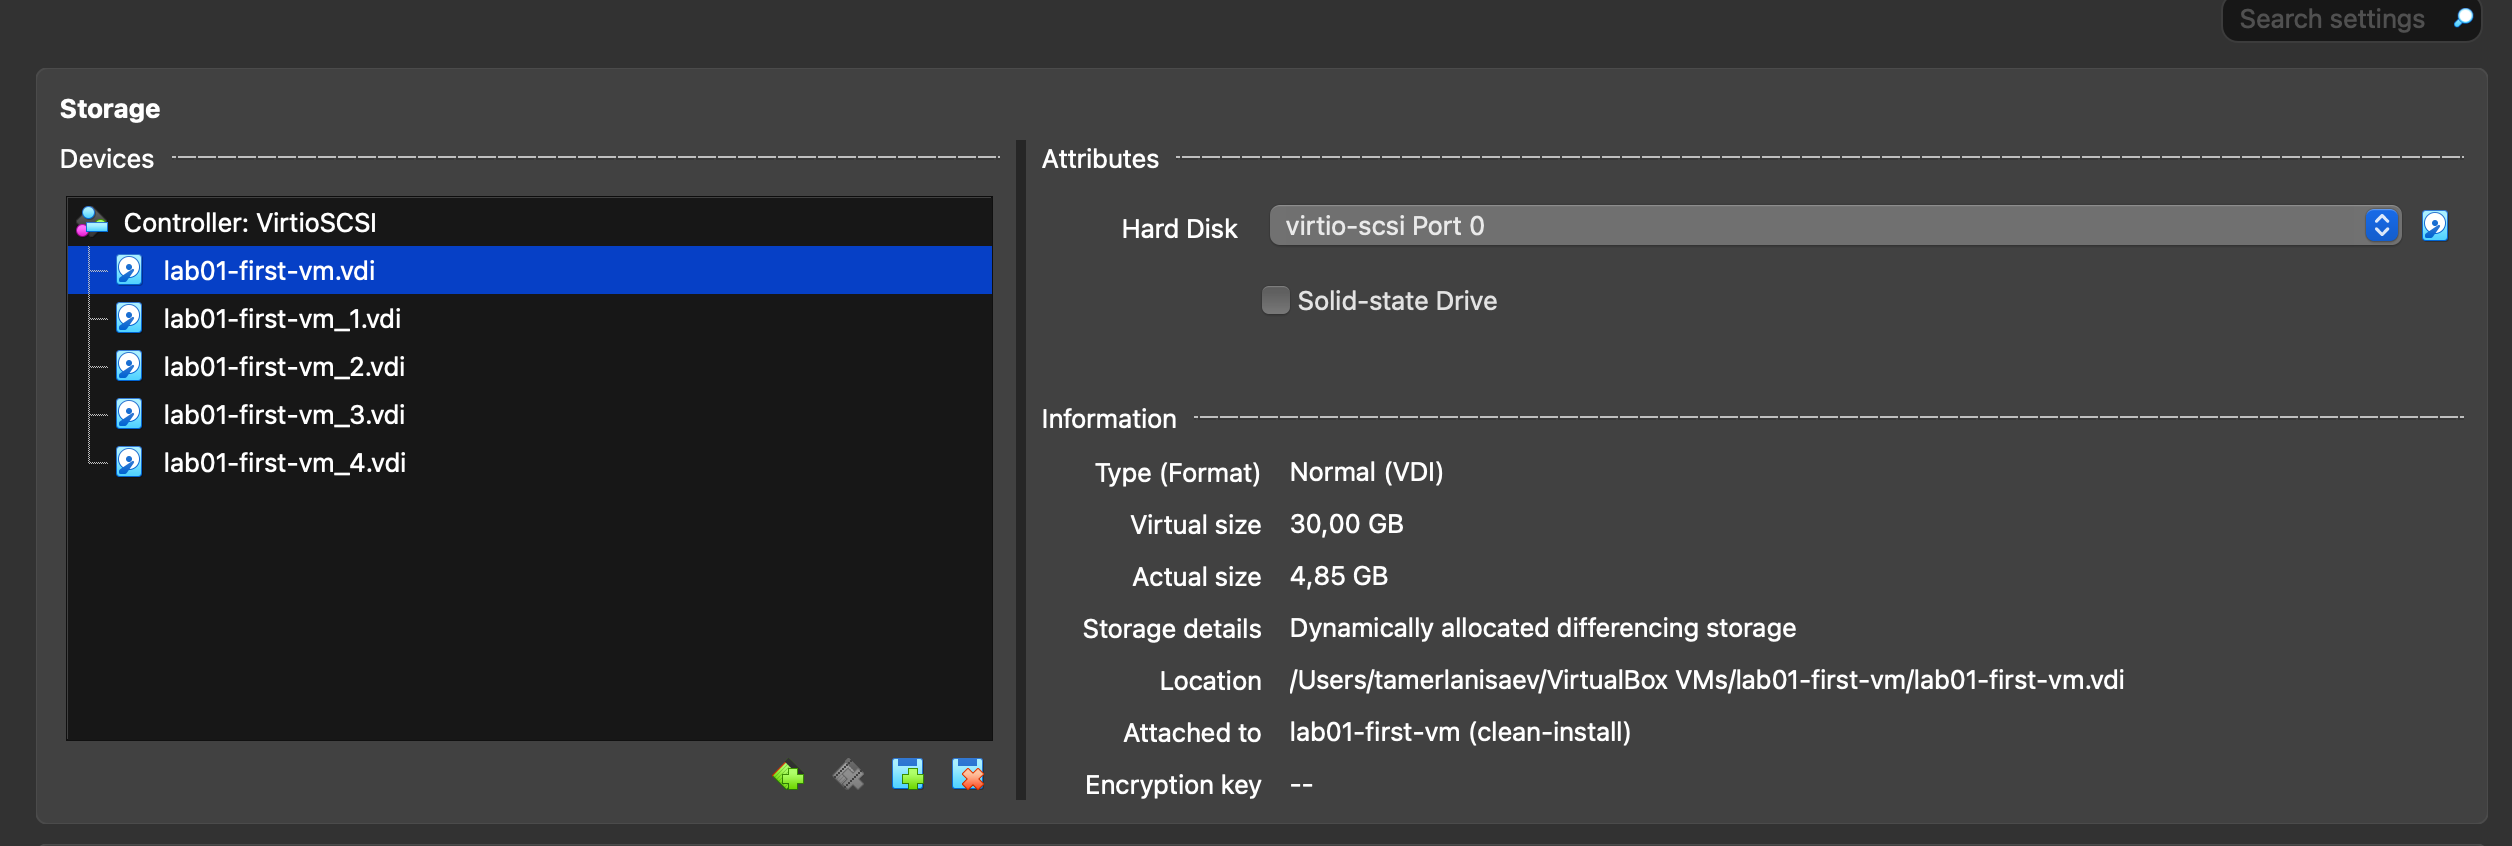 Search settings
Storage
Devices
Controller: VirtioSCSI
lab01-first-vm.vdi
lab01-first-vm_1.vdi
lab01-first-vm_2.vdi
lab01-first-vm_3.vdi
lab01-first-vm_4.vdi
Attributes
Hard Disk virtio-scsi Port 0
Solid-state Drive
Information
Type (Format) Normal (VDI)
Virtual size 30,00 GB
Actual size 4,85 GB
Storage details Dynamically allocated differencing storage
Location /Users/tamerlanisaev/VirtualBox VMs/lab01-first-vm/lab01-first-vm.vdi
Attached to lab01-first-vm (clean-install)
Encryption key --